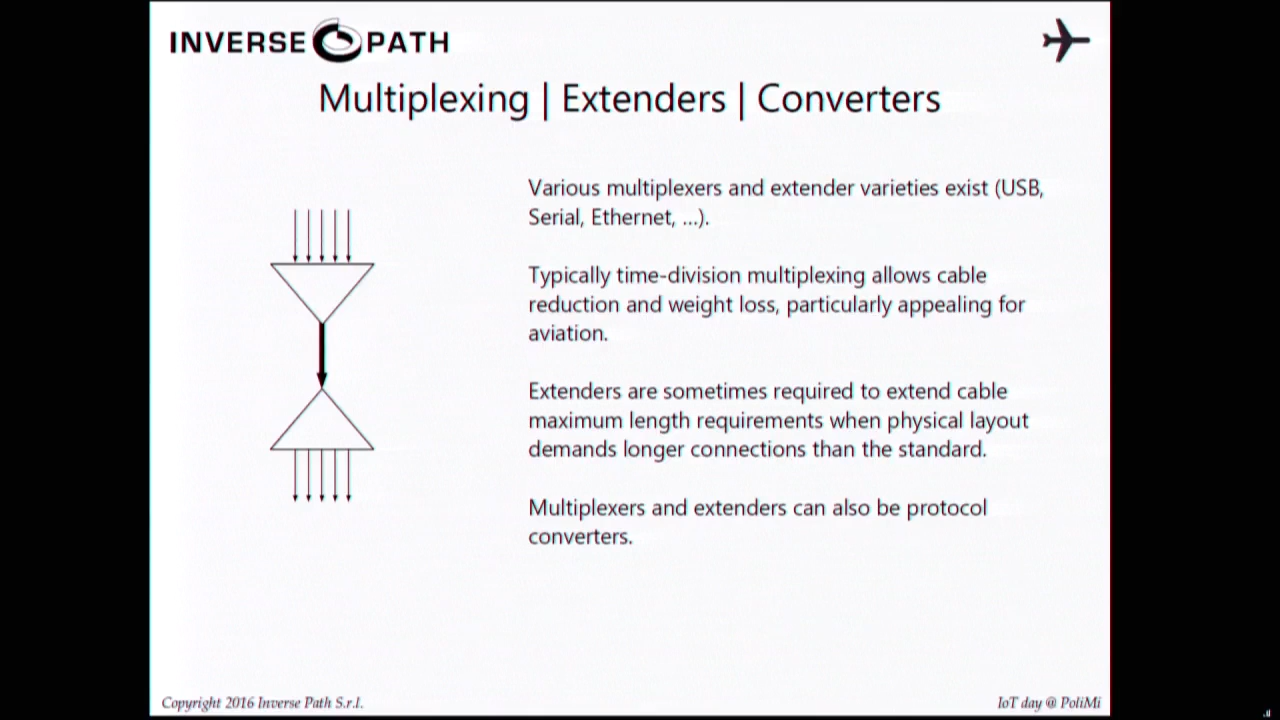 INVERSE PATH
Multiplexing | Extenders | Converters
Various multiplexers and extender varieties exist (USB,
Serial, Ethernet, ...).
Typically time-division multiplexing allows cable
reduction and weight loss, particularly appealing for
aviation.
Extenders are sometimes required to extend cable
maximum length requirements when physical layout
demands longer connections than the standard.
Multiplexers and extenders can also be protocol
converters.
Copyright 2016 Inverse Path S.r.l.
IoT day @ PoliMi